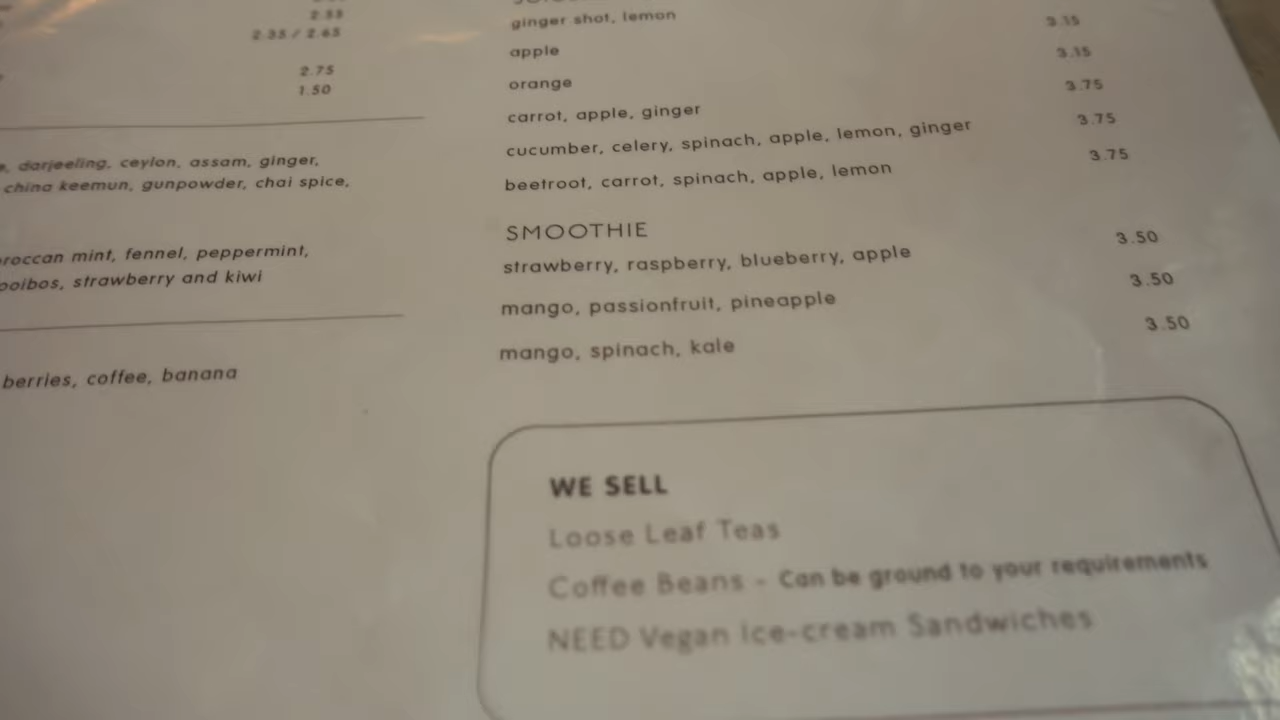 2.35 / 2.65
2.75
1.50
darjeeling, ceylon, assam, ginger,
china keemun, gunpowder, chai spice,
mint, fennel, peppermint,
strawberry and kiwi
berries, coffee, banana
ginger shot, lemon
apple 3.15
orange 3.15
carrot, apple, ginger 3.75
cucumber, celery, spinach, apple, lemon, ginger 3.75
beetroot, carrot, spinach, apple, lemon 3.75
SMOOTHIE
strawberry, raspberry, blueberry, apple 3.50
mango, passionfruit, pineapple 3.50
mango, spinach, kale 3.50
WE SELL
Loose Leaf Teas
Coffee Beans - Can be ground to your requirements
NEED Vegan Ice-cream Sandwiches